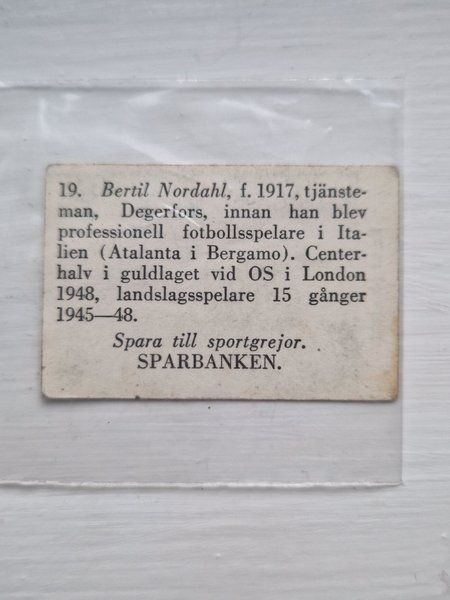 19. Bertil Nordahl, f. 1917, tjänste-
man, Degerfors, innan han blev
professionell fotbollsspelare i Ita-
lien (Atalanta i Bergamo). Center-
halv i guldlaget vid OS i London
1948, landslagsspelare 15 gånger
1945—48.
Spara till sportgrejor.
SPARBANKEN.